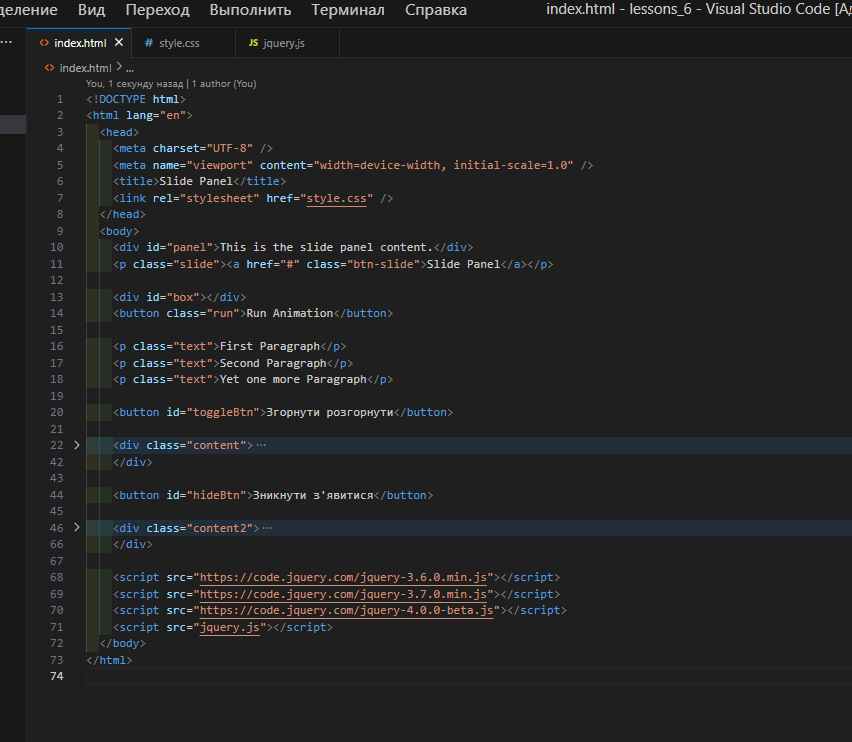 деление Вид Переход Выполнить Терминал Справка index.html - lessons_6 - Visual Studio Code [Ад
... index.html style.css JS jquery.js
index.html > ...
You, 1 секунду назад | 1 author (You)
1 <!DOCTYPE html>
2 <html lang="en">
3 <head>
4 <meta charset="UTF-8" />
5 <meta name="viewport" content="width=device-width, initial-scale=1.0" />
6 <title>Slide Panel</title>
7 <link rel="stylesheet" href="style.css" />
8 </head>
9 <body>
10 <div id="panel">This is the slide panel content.</div>
11 <p class="slide"><a href="#" class="btn-slide">Slide Panel</a></p>
12
13 <div id="box"></div>
14 <button class="run">Run Animation</button>
15
16 <p class="text">First Paragraph</p>
17 <p class="text">Second Paragraph</p>
18 <p class="text">Yet one more Paragraph</p>
19
20 <button id="toggleBtn">Згорнути розгорнути</button>
21
22 <div class="content"> ...
42 </div>
43
44 <button id="hideBtn">Зникнути з'явитися</button>
45
46 <div class="content2"> ...
66 </div>
67
68 <script src="https://code.jquery.com/jquery-3.6.0.min.js"></script>
69 <script src="https://code.jquery.com/jquery-3.7.0.min.js"></script>
70 <script src="https://code.jquery.com/jquery-4.0.0-beta.js"></script>
71 <script src="jquery.js"></script>
72 </body>
73 </html>
74